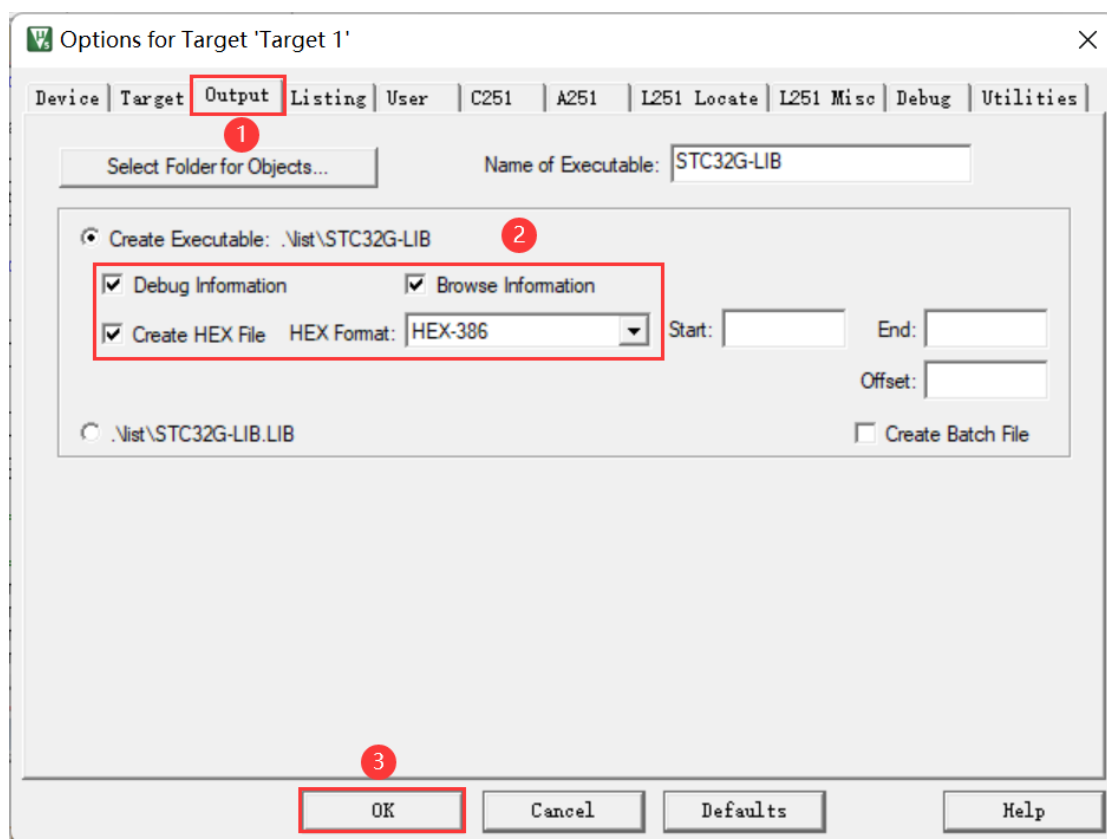 Options for Target 'Target 1'
Device Target Output Listing User C251 A251 L251 Locate L251 Misc Debug Utilities
1
Select Folder for Objects... Name of Executable: STC32G-LIB
Create Executable: .\list\STC32G-LIB 2
Debug Information Browse Information
Create HEX File HEX Format: HEX-386 Start: End:
Offset:
.\list\STC32G-LIB.LIB Create Batch File
3
OK Cancel Defaults Help